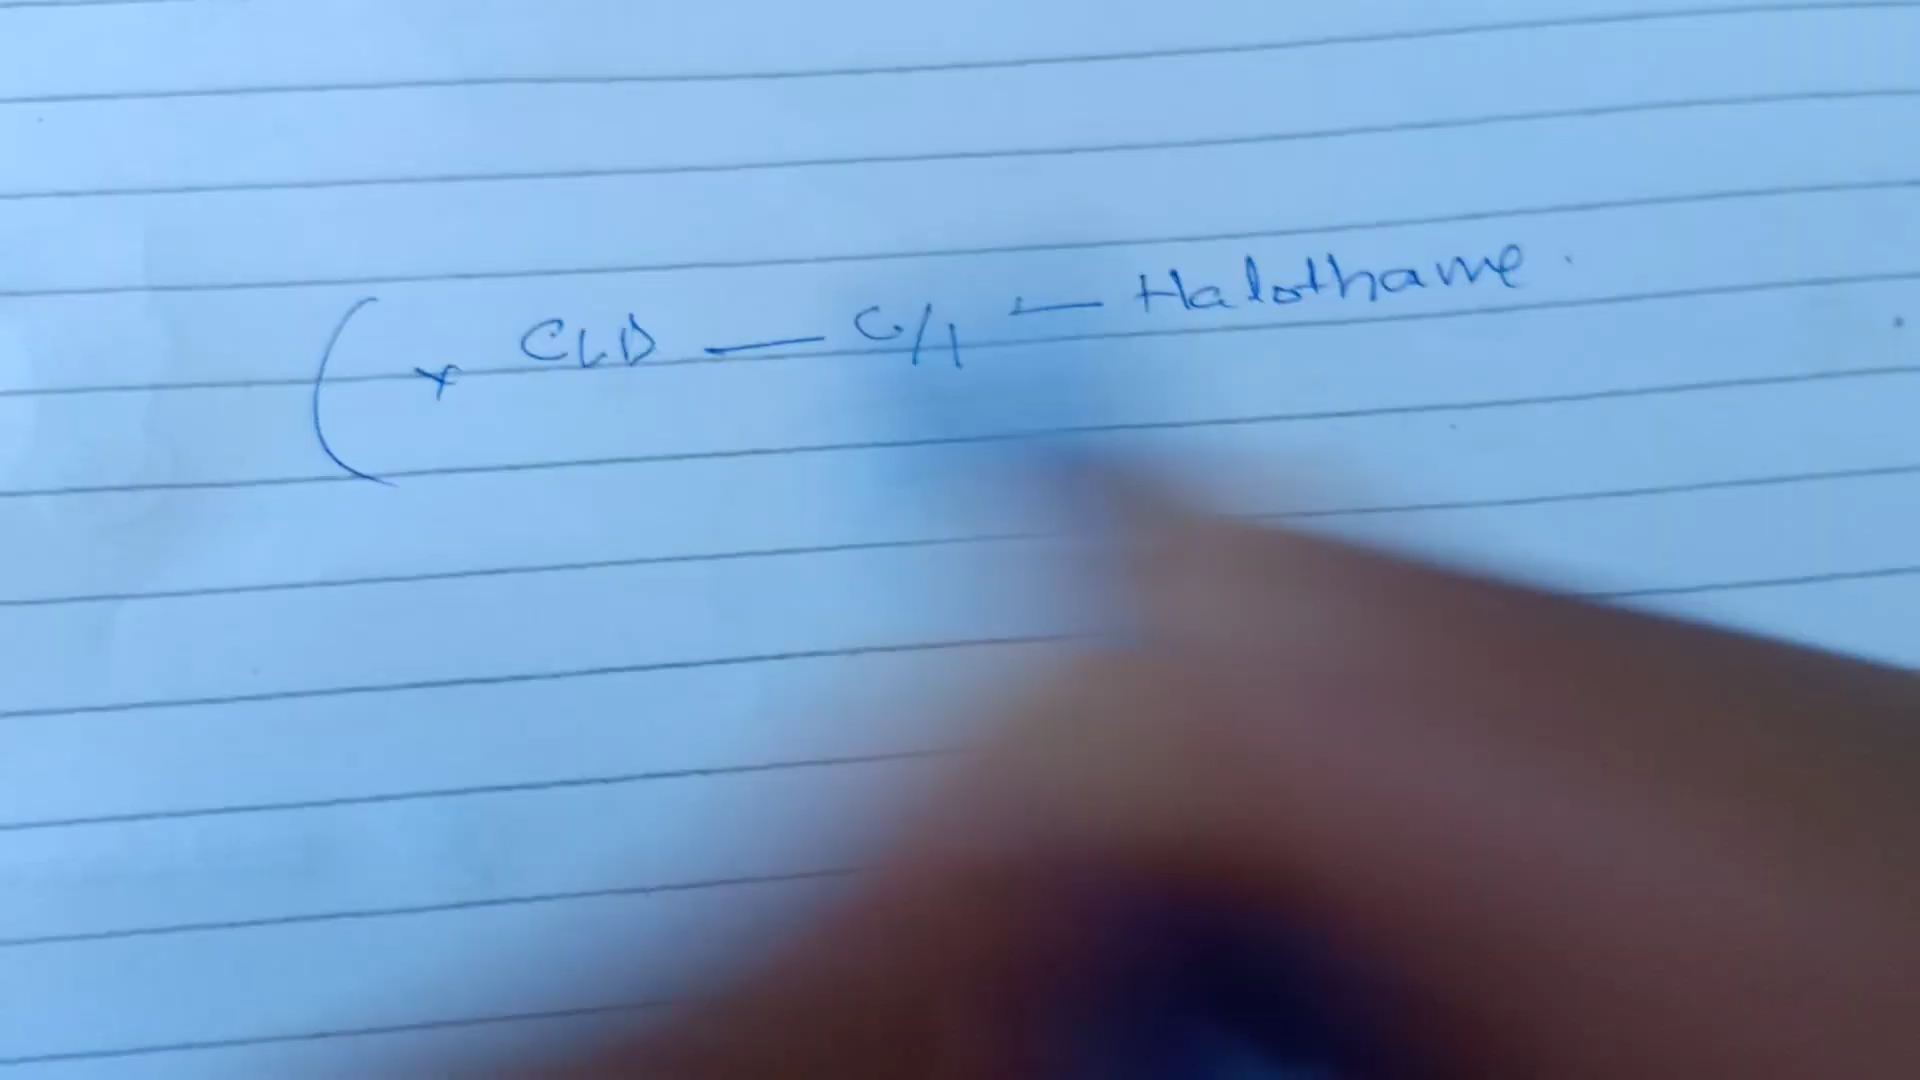 ( x CLD — C/I — Halothane.